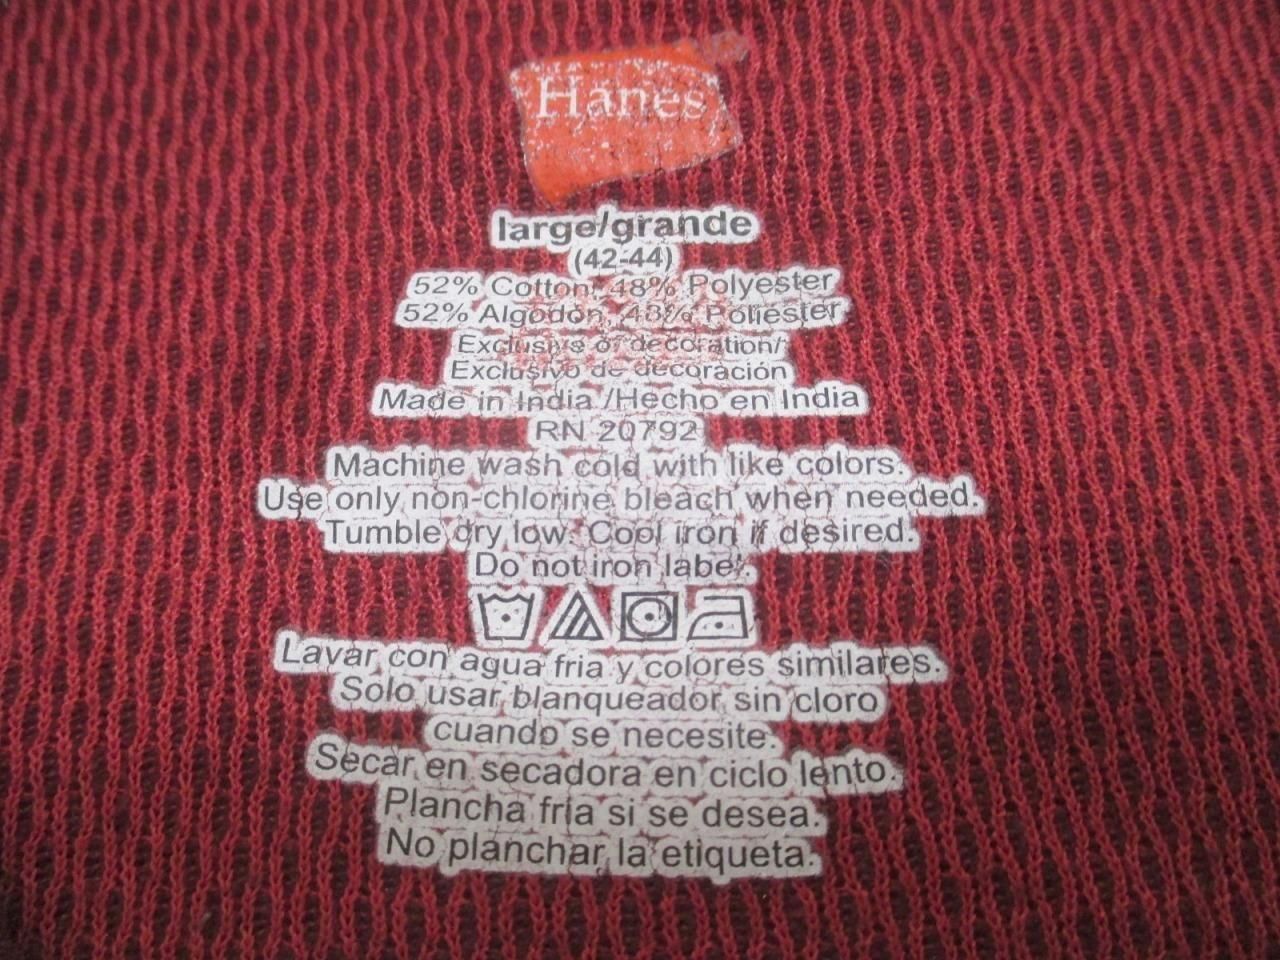 Hanes
large/grande
(42-44)
52% Cotton, 48% Polyester
52% Algodón, 48% Poliéster
Exclusive of decoration/
Exclusivo de decoración
Made in India /Hecho en India
RN 20792
Machine wash cold with like colors.
Use only non-chlorine bleach when needed.
Tumble dry low. Cool iron if desired.
Do not iron label.
Lavar con agua fria y colores similares.
Solo usar blanqueador sin cloro
cuando se necesite.
Secar en secadora en ciclo lento.
Plancha fria si se desea.
No planchar la etiqueta.